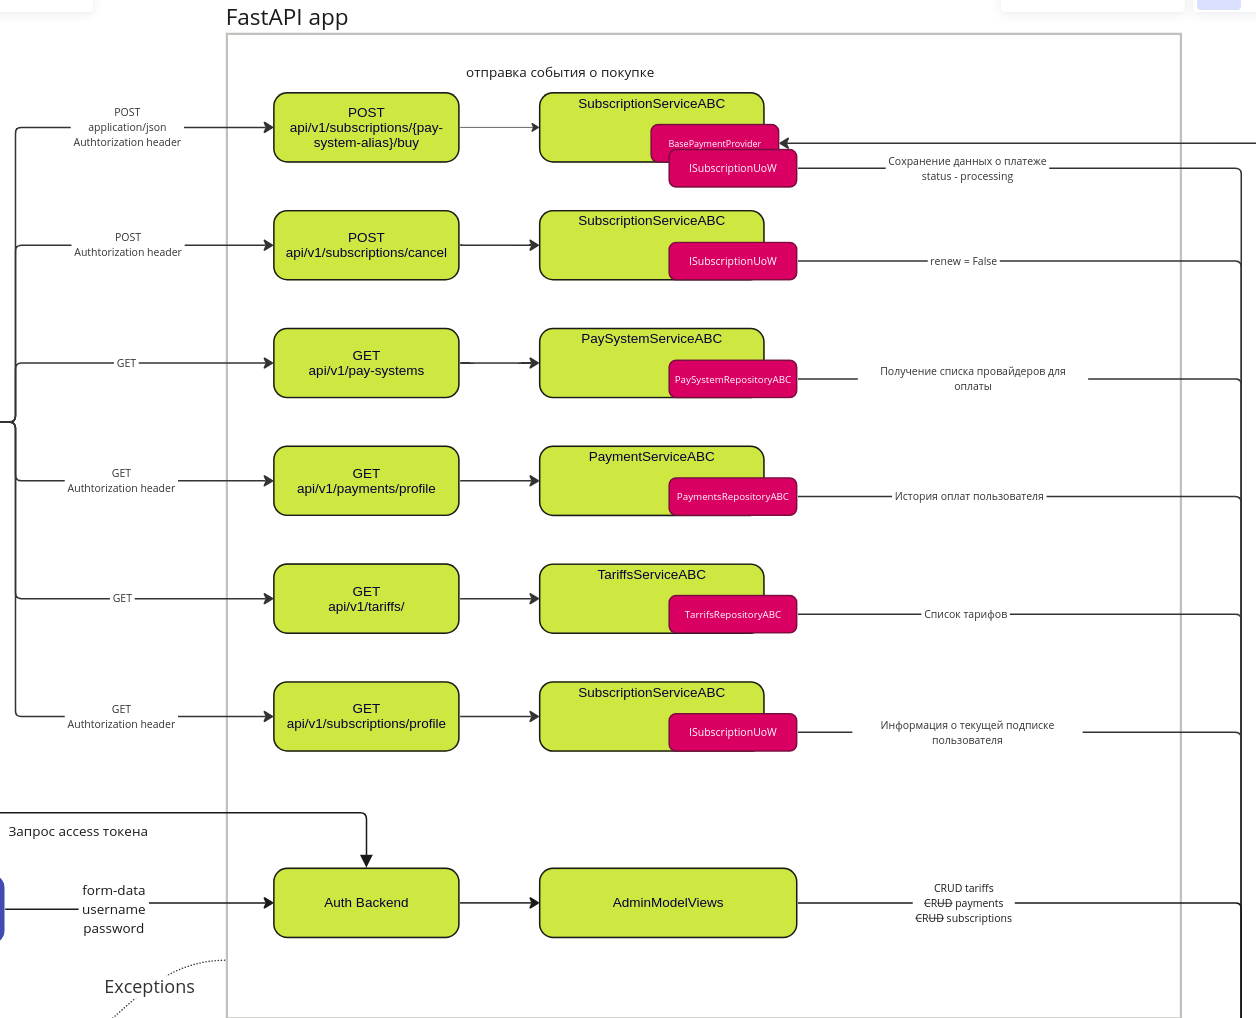 FastAPI app
отправка события о покупке
POST
application/json
Authtorization header
POST
api/v1/subscriptions/{pay-
system-alias}/buy
SubscriptionServiceABC
BasePaymentProvider
ISubscriptionUoW
Сохранение данных о платеже
status - processing
POST
Authtorization header
POST
api/v1/subscriptions/cancel
SubscriptionServiceABC
ISubscriptionUoW
renew = False
GET
GET
api/v1/pay-systems
PaySystemServiceABC
PaySystemRepositoryABC
Получение списка провайдеров для
оплаты
GET
Authtorization header
GET
api/v1/payments/profile
PaymentServiceABC
PaymentsRepositoryABC
История оплат пользователя
GET
GET
api/v1/tariffs/
TariffsServiceABC
TarrifsRepositoryABC
Список тарифов
GET
Authtorization header
GET
api/v1/subscriptions/profile
SubscriptionServiceABC
ISubscriptionUoW
Информация о текущей подписке
пользователя
Запрос access токена
form-data
username
password
Auth Backend
AdminModelViews
CRUD tariffs
CRUD payments
CRUD subscriptions
Exceptions